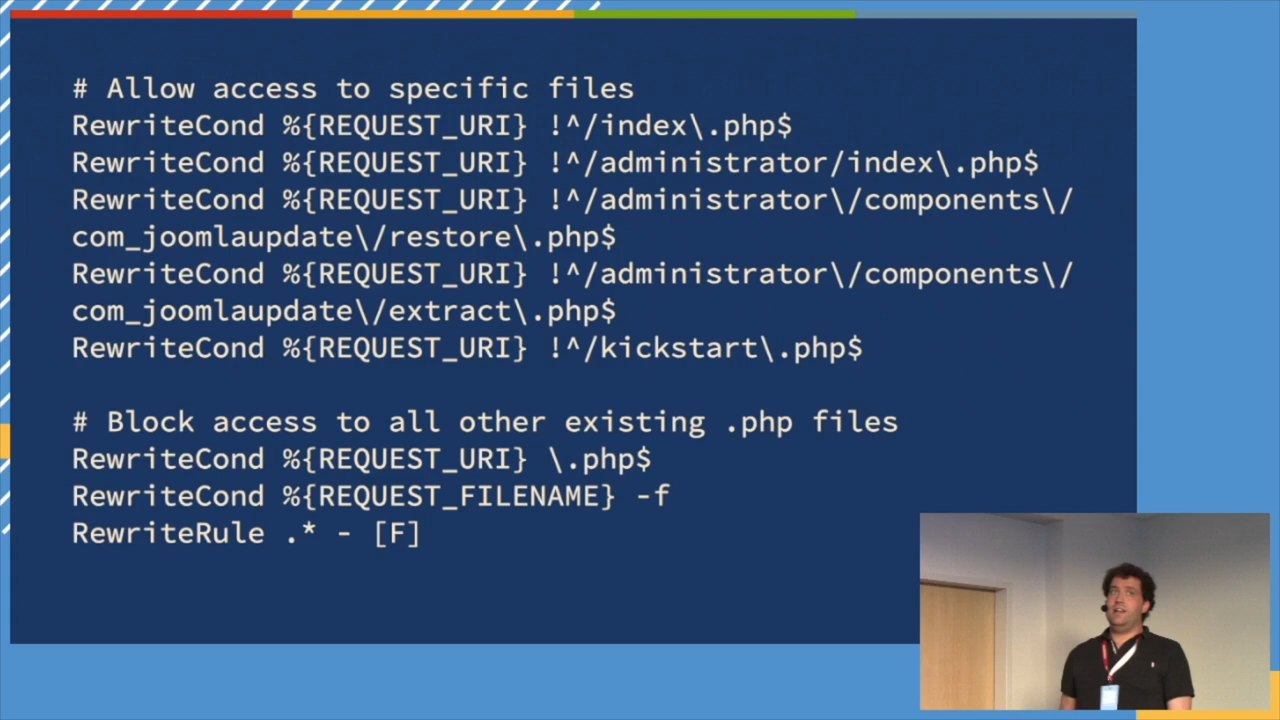 # Allow access to specific files
RewriteCond %{REQUEST_URI} !^/index\.php$
RewriteCond %{REQUEST_URI} !^/administrator/index\.php$
RewriteCond %{REQUEST_URI} !^/administrator\/components\/
com_joomlaupdate\/restore\.php$
RewriteCond %{REQUEST_URI} !^/administrator\/components\/
com_joomlaupdate\/extract\.php$
RewriteCond %{REQUEST_URI} !^/kickstart\.php$
# Block access to all other existing .php files
RewriteCond %{REQUEST_URI} \.php$
RewriteCond %{REQUEST_FILENAME} -f
RewriteRule .* - [F]